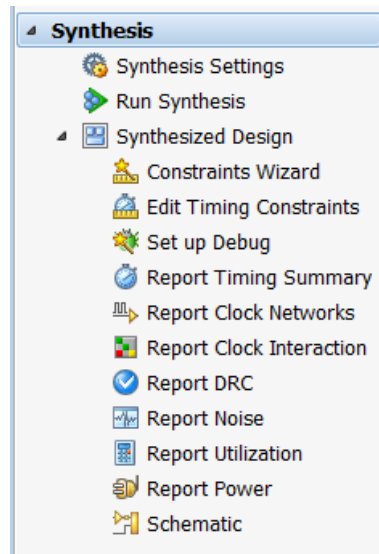 Synthesis
Synthesis Settings
Run Synthesis
Synthesized Design
Constraints Wizard
Edit Timing Constraints
Set up Debug
Report Timing Summary
Report Clock Networks
Report Clock Interaction
Report DRC
Report Noise
Report Utilization
Report Power
Schematic